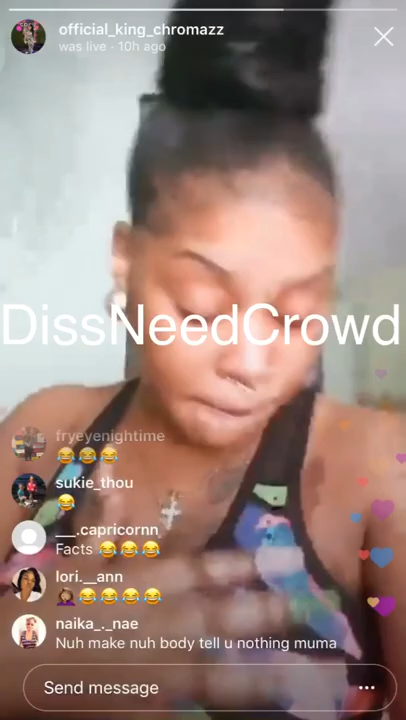 official_king_chromazz
was live · 10h ago
DissNeedCrowd
fryeyenightime
😂😂😂
sukie_thou
😂
___.capricornn_
Facts 😂😂😂
lori.__ann
🤦🏾‍♀️😂😂😂😂
naika_._nae
Nuh make nuh body tell u nothing muma
Send message